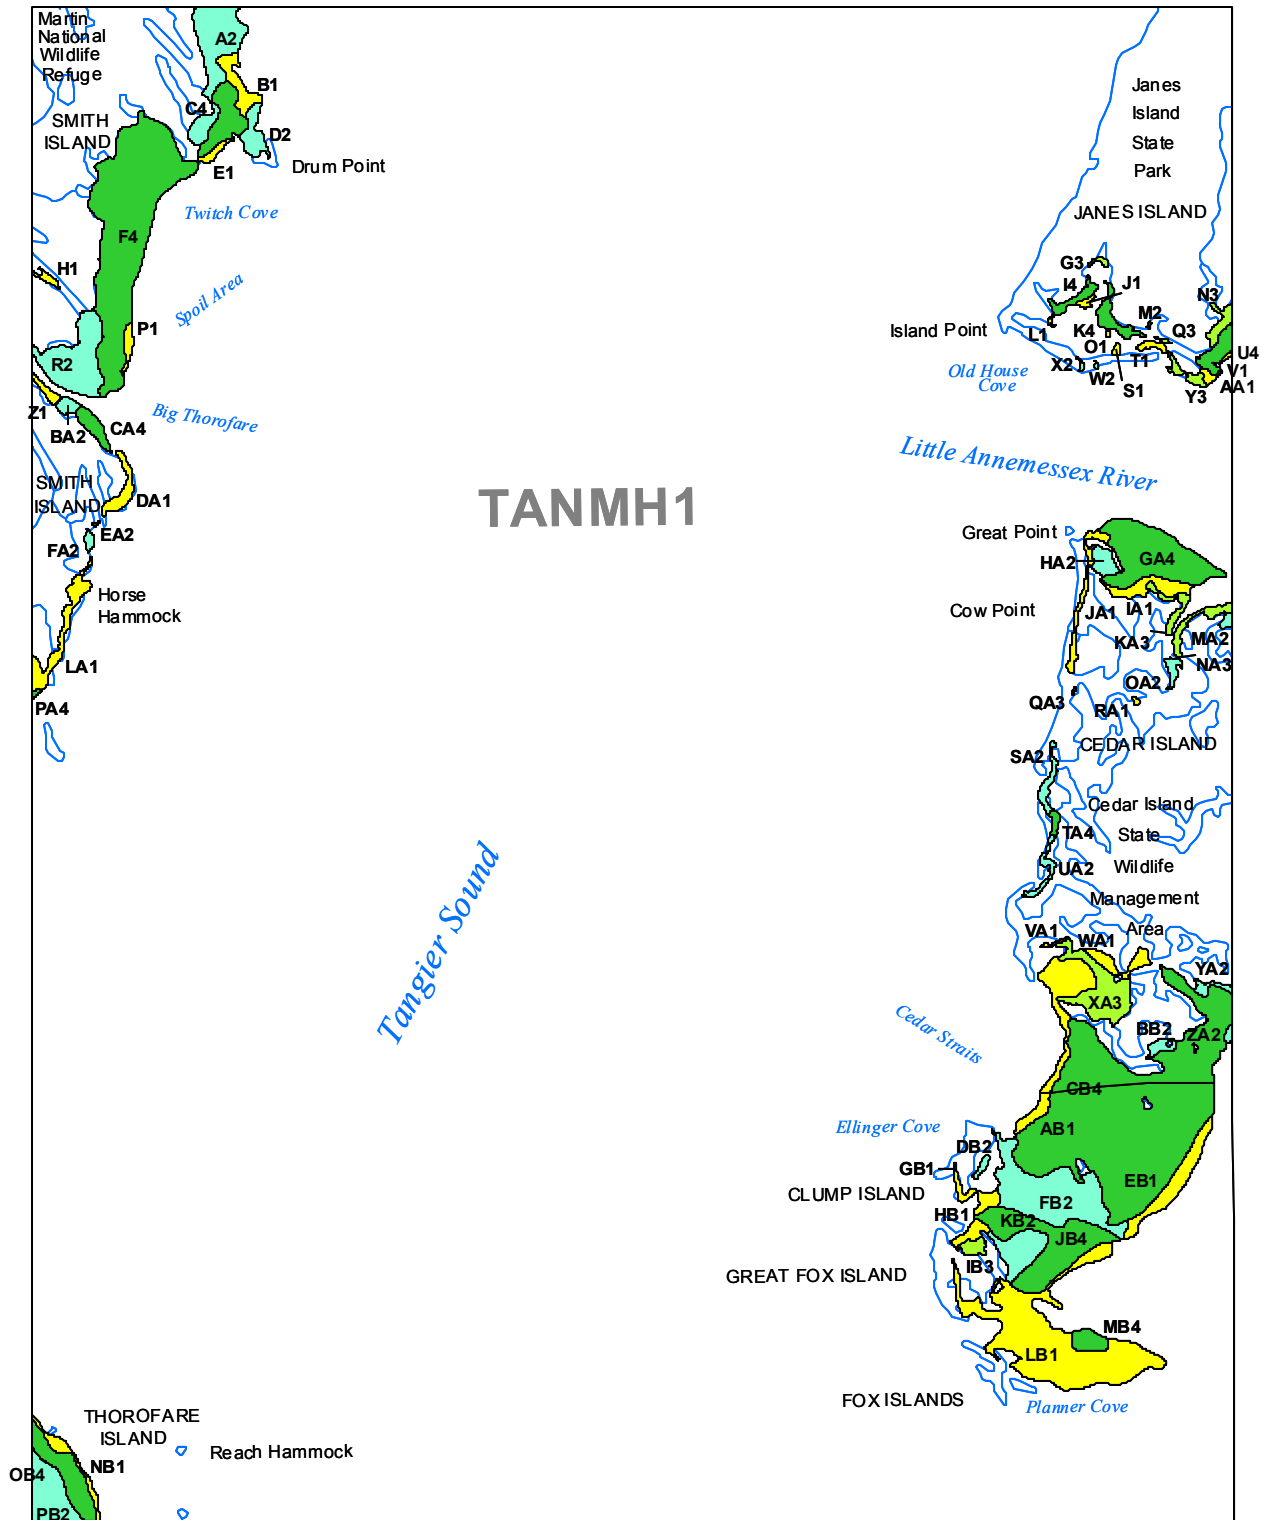 Martin
National
Wildlife
Refuge
A2
B1
C4
D2
SMITH
ISLAND
E1
Drum Point
Twitch Cove
F4
H1
Spoil Area
P1
R2
Z1
BA2
CA4
Big Thorofare
SMITH
ISLAND
DA1
EA2
FA2
Horse
Hammock
LA1
PA4
TANMH1
Tangier Sound
Janes
Island
State
Park
JANES ISLAND
G3
I4
J1
N3
M2
Island Point
L1
K4
Q3
O1
T1
U4
X2
W2
V1
S1
AA1
Y3
Old House
Cove
Little Annemessex River
Great Point
HA2
GA4
Cow Point
JA1
IA1
KA3
MA2
NA3
OA2
QA3
RA1
CEDAR ISLAND
SA2
Cedar Island
State
Wildlife
Management
Area
TA4
UA2
VA1
WA1
YA2
XA3
BB2
ZA2
Cedar Straits
CB4
AB1
Ellinger Cove
DB2
GB1
EB1
CLUMP ISLAND
FB2
HB1
KB2
JB4
IB3
GREAT FOX ISLAND
MB4
LB1
FOX ISLANDS
Planner Cove
THOROFARE
ISLAND
Reach Hammock
NB1
OB4
PB2